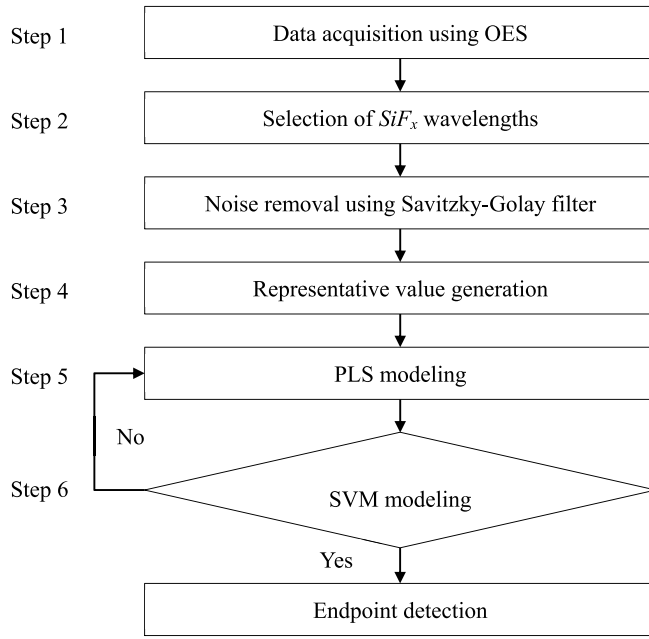 Step 1
Data acquisition using OES
Step 2
Selection of SiFₓ wavelengths
Step 3
Noise removal using Savitzky-Golay filter
Step 4
Representative value generation
Step 5
PLS modeling
No
Step 6
SVM modeling
Yes
Endpoint detection